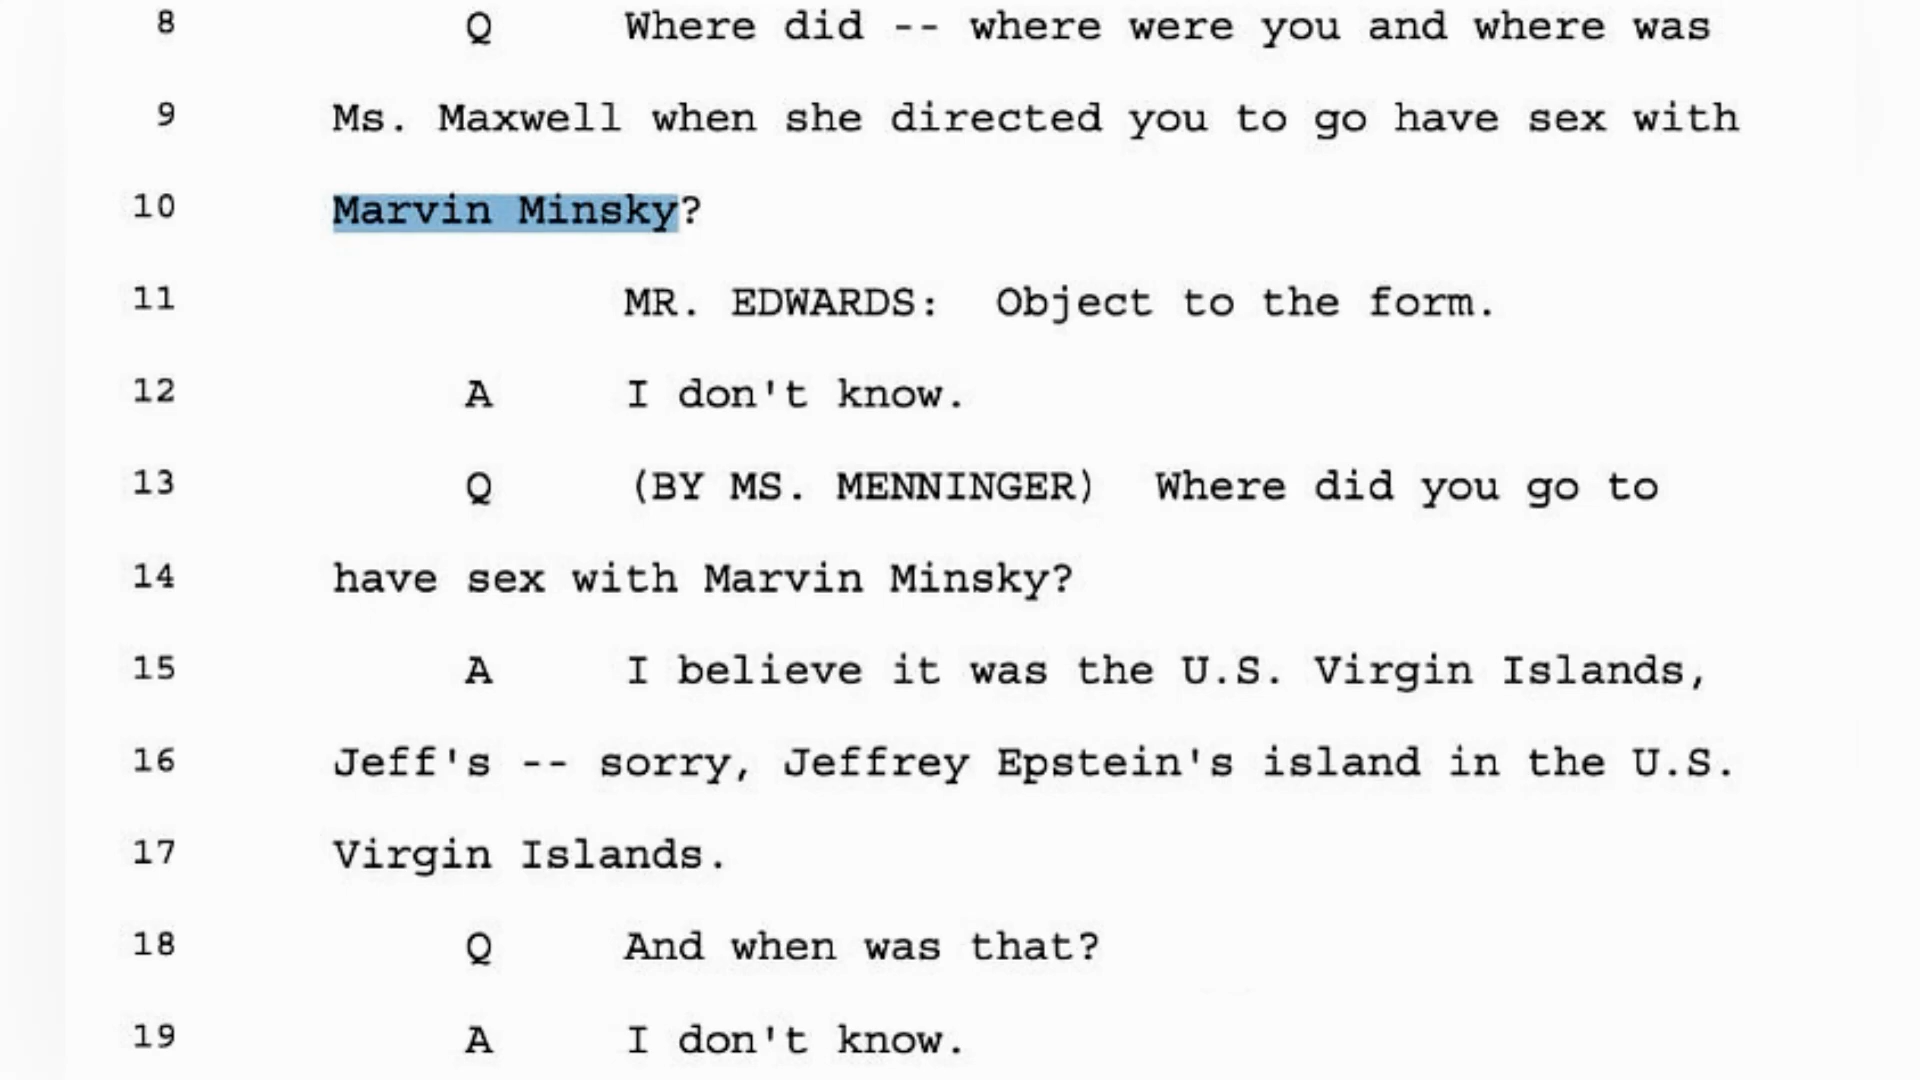 8 Q Where did -- where were you and where was
9 Ms. Maxwell when she directed you to go have sex with
10 Marvin Minsky?
11 MR. EDWARDS: Object to the form.
12 A I don't know.
13 Q (BY MS. MENNINGER) Where did you go to
14 have sex with Marvin Minsky?
15 A I believe it was the U.S. Virgin Islands,
16 Jeff's -- sorry, Jeffrey Epstein's island in the U.S.
17 Virgin Islands.
18 Q And when was that?
19 A I don't know.